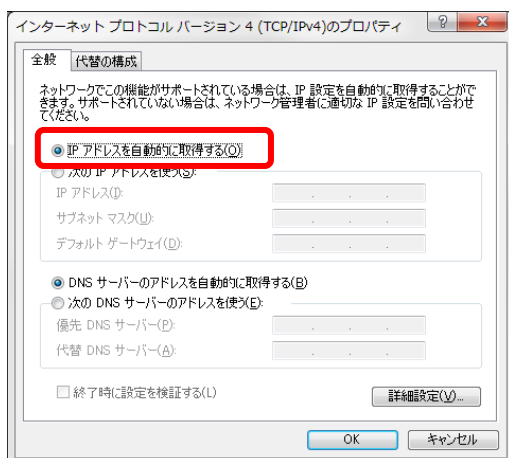 インターネット プロトコル バージョン 4 (TCP/IPv4)のプロパティ
全般
代替の構成
ネットワークでこの機能がサポートされている場合は、IP 設定を自動的に取得することがで
きます。サポートされていない場合は、ネットワーク管理者に適切な IP 設定を問い合わせ
てください。
IP アドレスを自動的に取得する(O)
次の IP アドレスを使う(S):
IP アドレス(I):
サブネット マスク(U):
デフォルト ゲートウェイ(D):
DNS サーバーのアドレスを自動的に取得する(B)
次の DNS サーバーのアドレスを使う(E):
優先 DNS サーバー(P):
代替 DNS サーバー(A):
終了時に設定を検証する(L)
詳細設定(V)...
OK
キャンセル